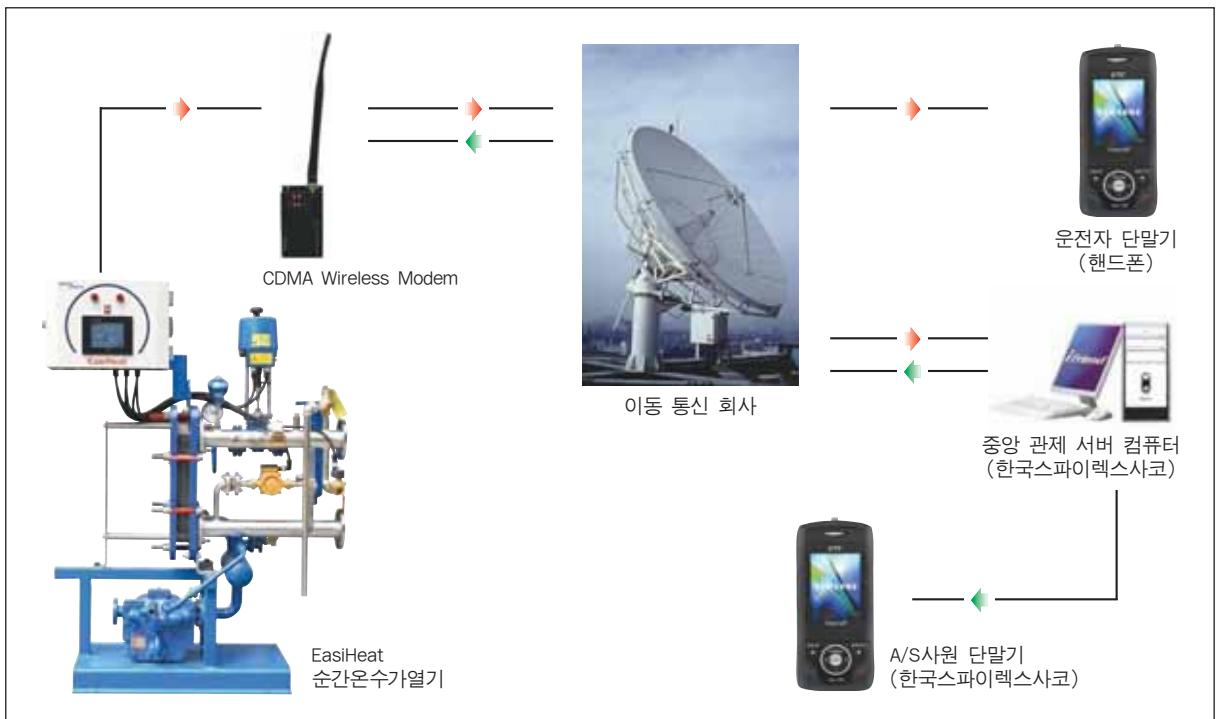 CDMA Wireless Modem
이동 통신 회사
운전자 단말기
(핸드폰)
중앙 관제 서버 컴퓨터
(한국스파이렉스사코)
EasiHeat
EasiHeat
순간온수가열기
A/S사원 단말기
(한국스파이렉스사코)